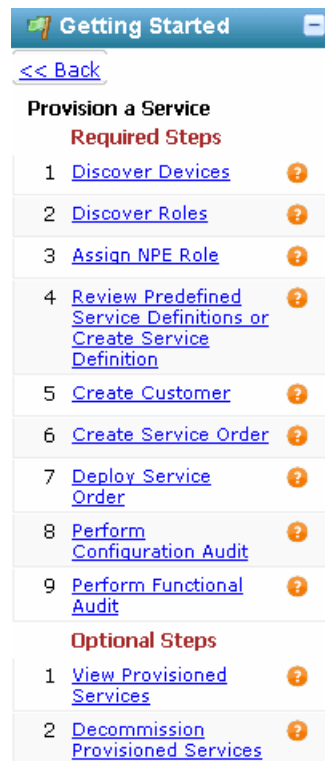 Getting Started
<< Back
Provision a Service
Required Steps
1 Discover Devices
2 Discover Roles
3 Assign NPE Role
4 Review Predefined
Service Definitions or
Create Service
Definition
5 Create Customer
6 Create Service Order
7 Deploy Service
Order
8 Perform
Configuration Audit
9 Perform Functional
Audit
Optional Steps
1 View Provisioned
Services
2 Decommission
Provisioned Services